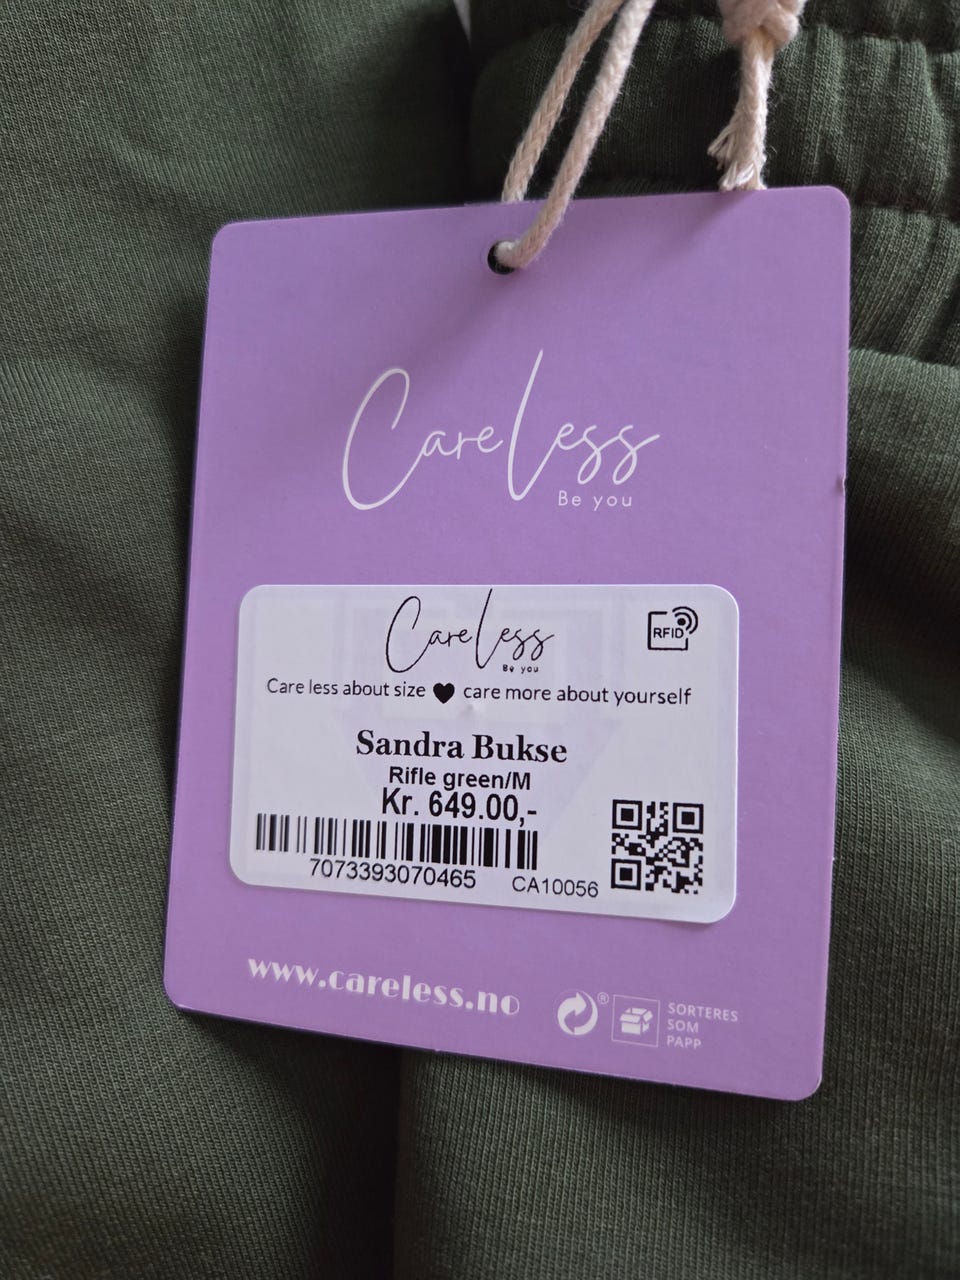 Careless
Be you
Careless
Be you
RFID
Care less about size ♥ care more about yourself
Sandra Bukse
Rifle green/M
Kr. 649.00,-
7073393070465
CA10056
www.careless.no
®
SORTERES
SOM
PAPP